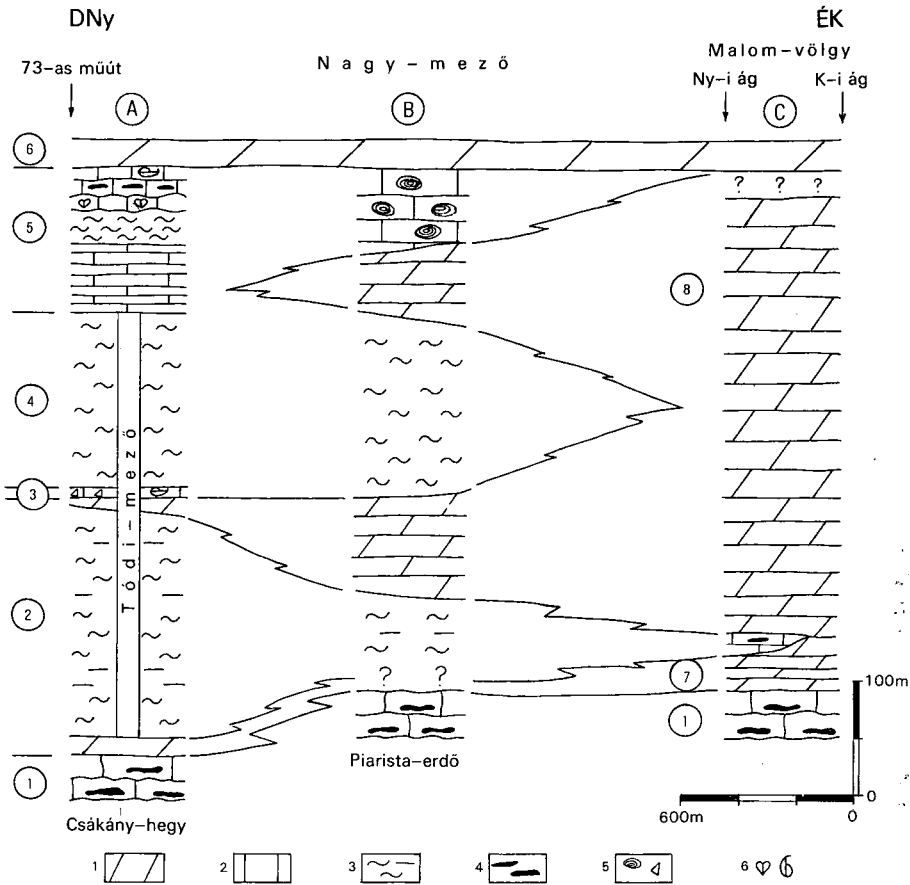 DNy ÉK
73-as műút
Nagy-mező
Malom-völgy
Ny-i ág K-i ág
A B C
6
5
8
4
3
Tódi-mező
2
? ? ?
? ?
7
100m
1
Piarista-erdő
1
0
600m 0
Csákány-hegy
1 2 3 4 5 6